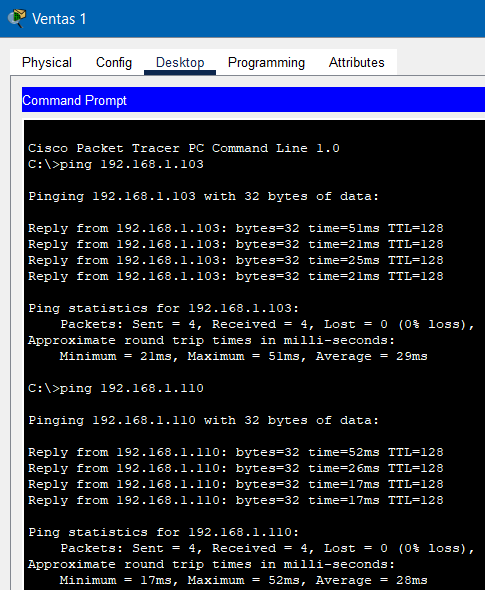 Ventas 1
Physical Config Desktop Programming Attributes
Command Prompt
Cisco Packet Tracer PC Command Line 1.0
C:\>ping 192.168.1.103
Pinging 192.168.1.103 with 32 bytes of data:
Reply from 192.168.1.103: bytes=32 time=51ms TTL=128
Reply from 192.168.1.103: bytes=32 time=21ms TTL=128
Reply from 192.168.1.103: bytes=32 time=25ms TTL=128
Reply from 192.168.1.103: bytes=32 time=21ms TTL=128
Ping statistics for 192.168.1.103:
    Packets: Sent = 4, Received = 4, Lost = 0 (0% loss),
Approximate round trip times in milli-seconds:
    Minimum = 21ms, Maximum = 51ms, Average = 29ms
C:\>ping 192.168.1.110
Pinging 192.168.1.110 with 32 bytes of data:
Reply from 192.168.1.110: bytes=32 time=52ms TTL=128
Reply from 192.168.1.110: bytes=32 time=26ms TTL=128
Reply from 192.168.1.110: bytes=32 time=17ms TTL=128
Reply from 192.168.1.110: bytes=32 time=17ms TTL=128
Ping statistics for 192.168.1.110:
    Packets: Sent = 4, Received = 4, Lost = 0 (0% loss),
Approximate round trip times in milli-seconds:
    Minimum = 17ms, Maximum = 52ms, Average = 28ms